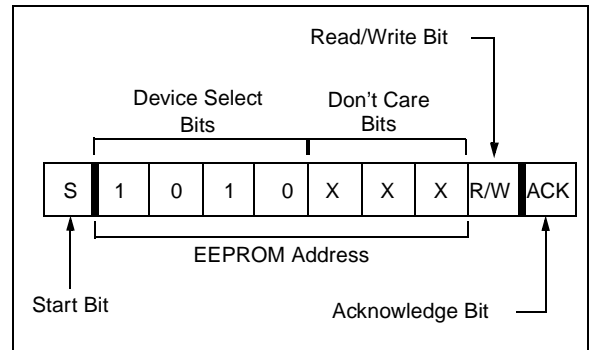 Read/Write Bit
Device Select
Bits
Don't Care
Bits
S 1 0 1 0 X X X R/W ACK
EEPROM Address
Start Bit
Acknowledge Bit